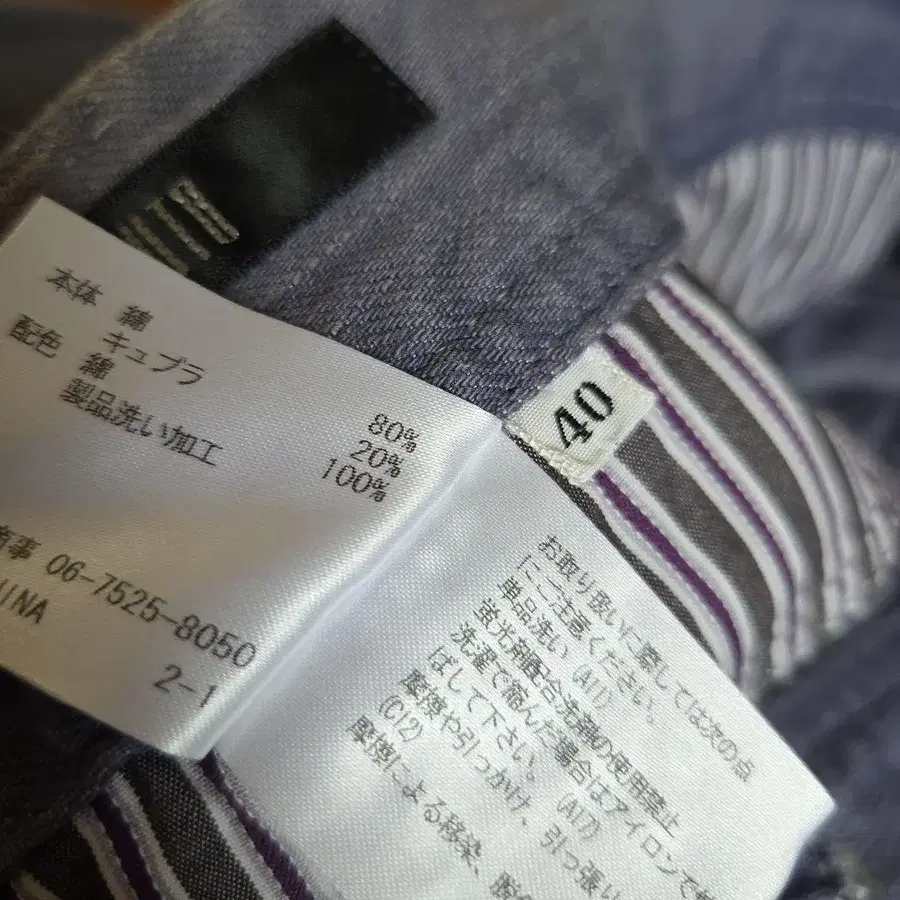 本体 綿 80%
キュプラ 20%
配色 綿 100%
製品洗い加工
商事 06-7525-8050
INA
2-1
40
お取り扱いに際しては次の点
にご注意ください。
単品洗い (A11)
蛍光剤配合洗剤の使用禁止
洗濯で縮んだ場合はアイロンで
ばして下さい。 (A17)
摩擦や引っかけ、引っ張り
(C12)
摩擦による移染、脱